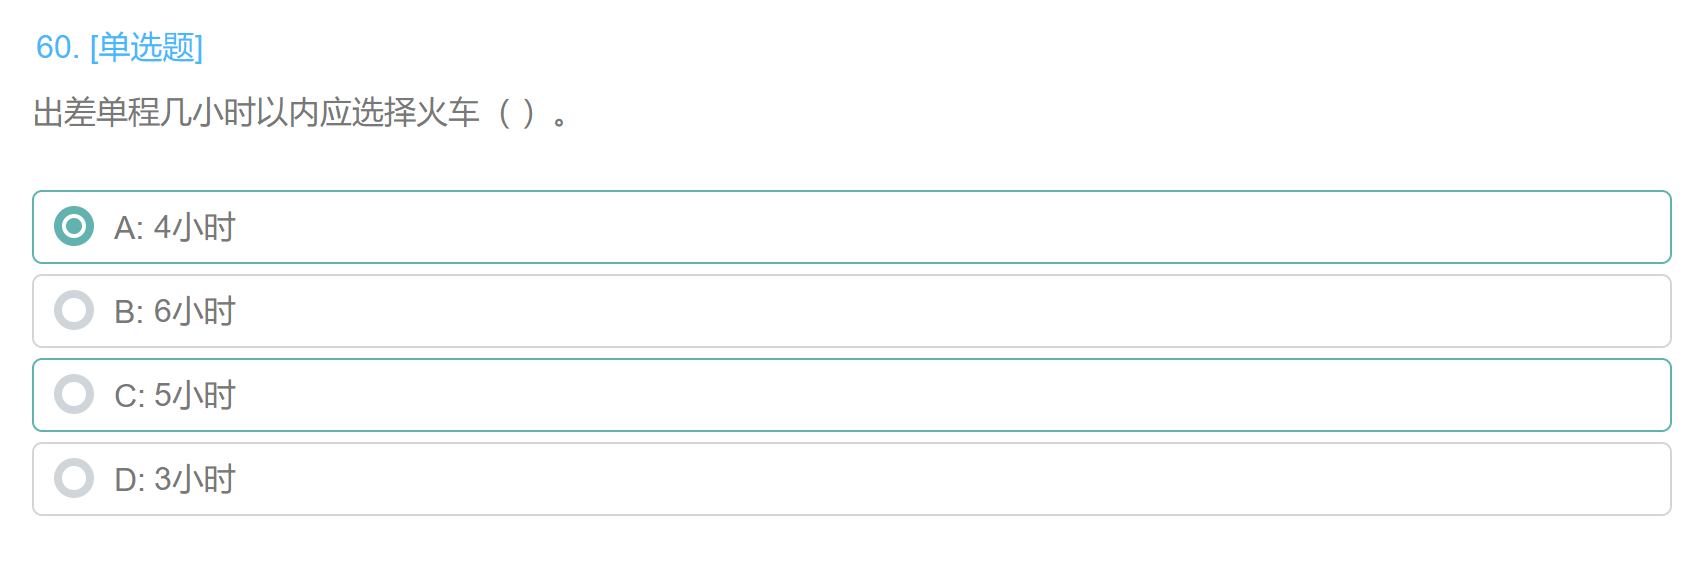 60. [单选题]
出差单程几小时以内应选择火车（ ）。
A: 4小时
B: 6小时
C: 5小时
D: 3小时